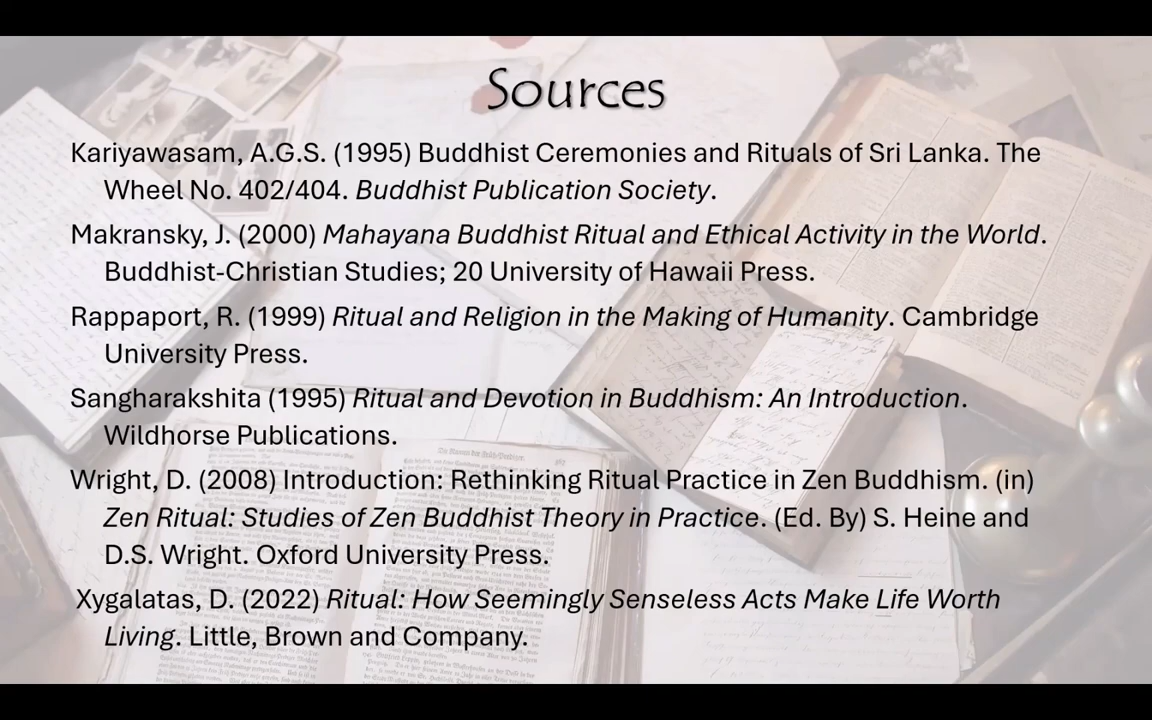 Sources
Kariyawasam, A.G.S. (1995) Buddhist Ceremonies and Rituals of Sri Lanka. The
Wheel No. 402/404. Buddhist Publication Society.
Makransky, J. (2000) Mahayana Buddhist Ritual and Ethical Activity in the World.
Buddhist-Christian Studies; 20 University of Hawaii Press.
Rappaport, R. (1999) Ritual and Religion in the Making of Humanity. Cambridge
University Press.
Sangharakshita (1995) Ritual and Devotion in Buddhism: An Introduction.
Wildhorse Publications.
Wright, D. (2008) Introduction: Rethinking Ritual Practice in Zen Buddhism. (in)
Zen Ritual: Studies of Zen Buddhist Theory in Practice. (Ed. By) S. Heine and
D.S. Wright. Oxford University Press.
Xygalatas, D. (2022) Ritual: How Seemingly Senseless Acts Make Life Worth
Living. Little, Brown and Company.